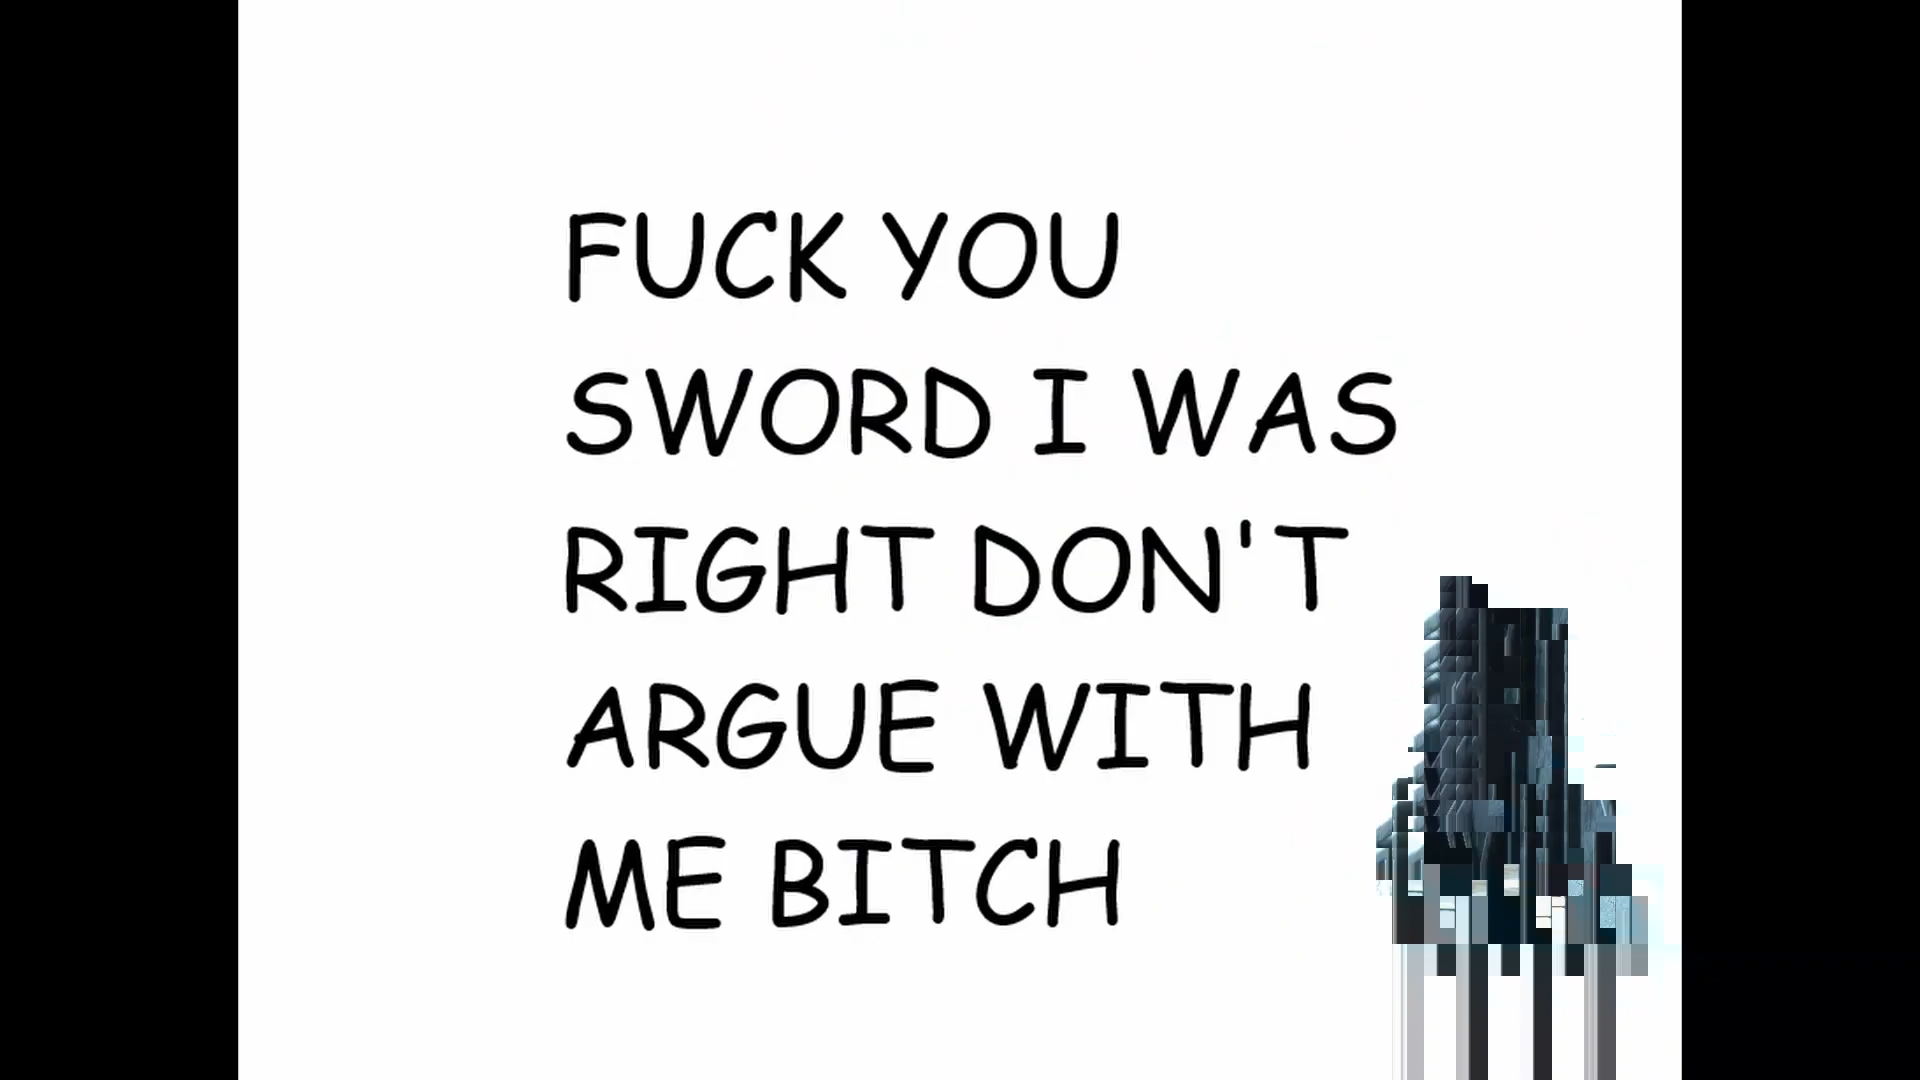 FUCK YOU
SWORD I WAS
RIGHT DON'T
ARGUE WITH
ME BITCH